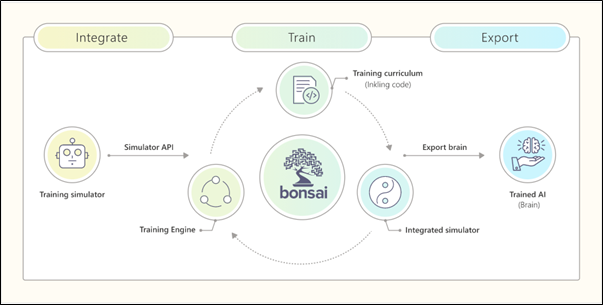 Integrate
Train
Export
Training curriculum
(Inkling code)
Simulator API
Export brain
</>
bonsai
Training simulator
Trained AI
(Brain)
Training Engine
Integrated simulator